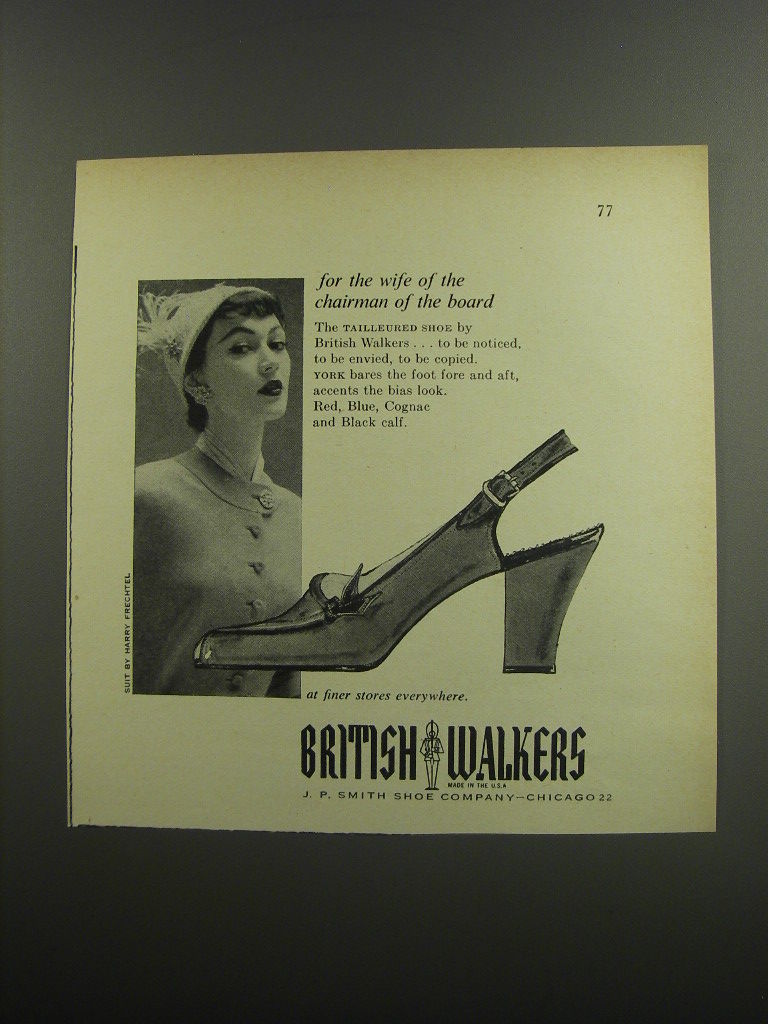 77
for the wife of the
chairman of the board
The TAILLEURED SHOE by
British Walkers . . . to be noticed,
to be envied, to be copied.
YORK bares the foot fore and aft,
accents the bias look.
Red, Blue, Cognac
and Black calf.
SUIT BY HARRY FRECHTEL
at finer stores everywhere.
BRITISH WALKERS
MADE IN THE U.S.A
J. P. SMITH SHOE COMPANY—CHICAGO 22